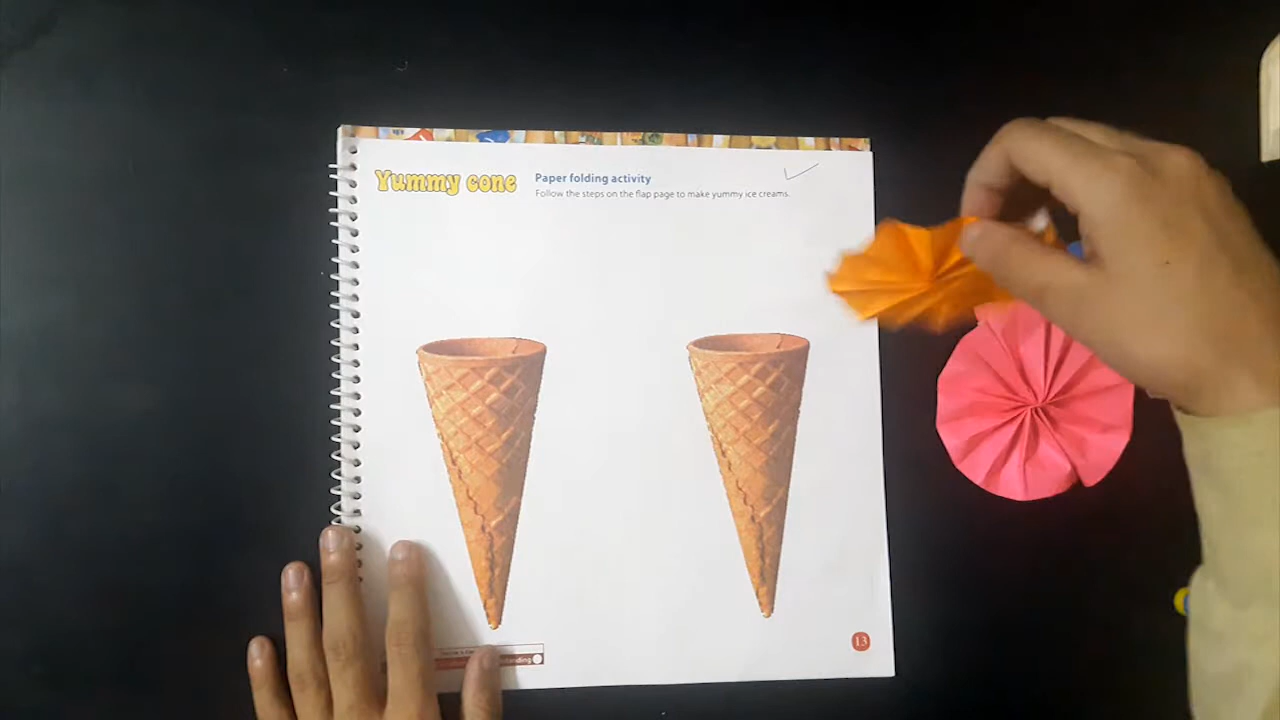 Yummy cone
Paper folding activity
Follow the steps on the flap page to make yummy ice creams.
13